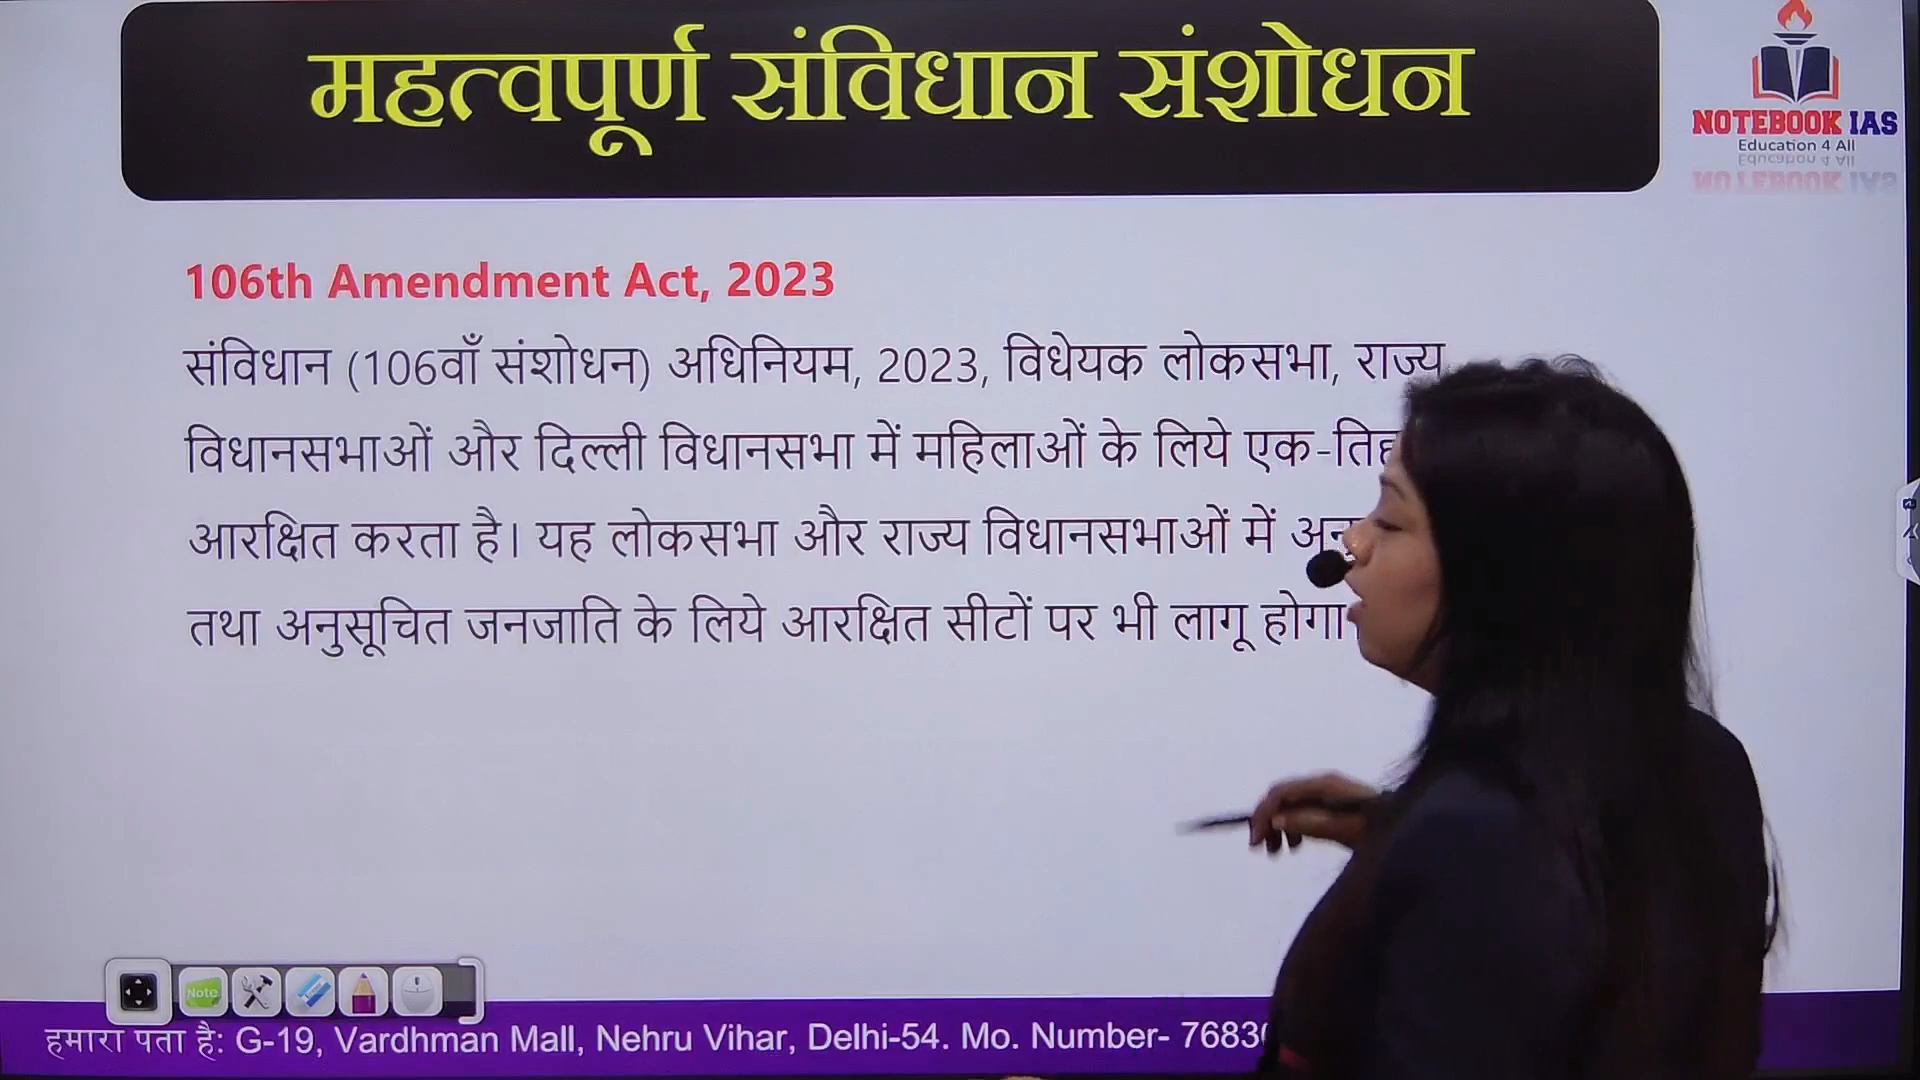 महत्वपूर्ण संविधान संशोधन
NOTEBOOK IAS
Education 4 All
106th Amendment Act, 2023
संविधान (106वाँ संशोधन) अधिनियम, 2023, विधेयक लोकसभा, राज्य
विधानसभाओं और दिल्ली विधानसभा में महिलाओं के लिये
आरक्षित करता है। यह लोकसभा और राज्य विधानसभाओं में
तथा अनुसूचित जनजाति के लिये आरक्षित सीटों पर भी लागू होगा
Note
हमारा पता है: G-19, Vardhman Mall, Nehru Vihar, Delhi-54. Mo. Number-